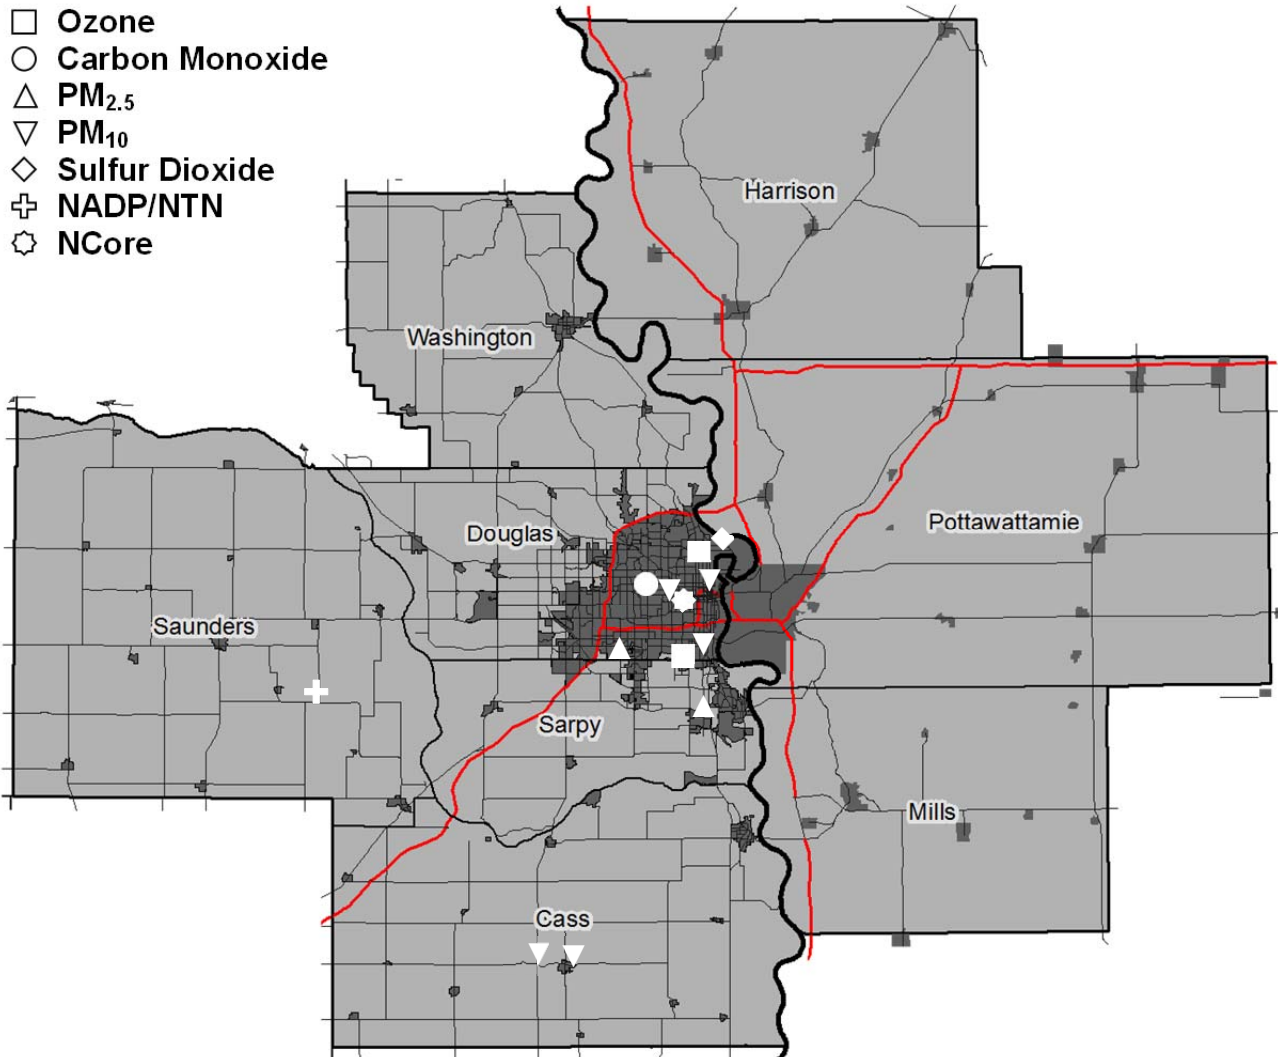 Ozone
Carbon Monoxide
PM2.5
PM10
Sulfur Dioxide
NADP/NTN
NCore
Harrison
Washington
Pottawattamie
Douglas
Saunders
Sarpy
Mills
Cass